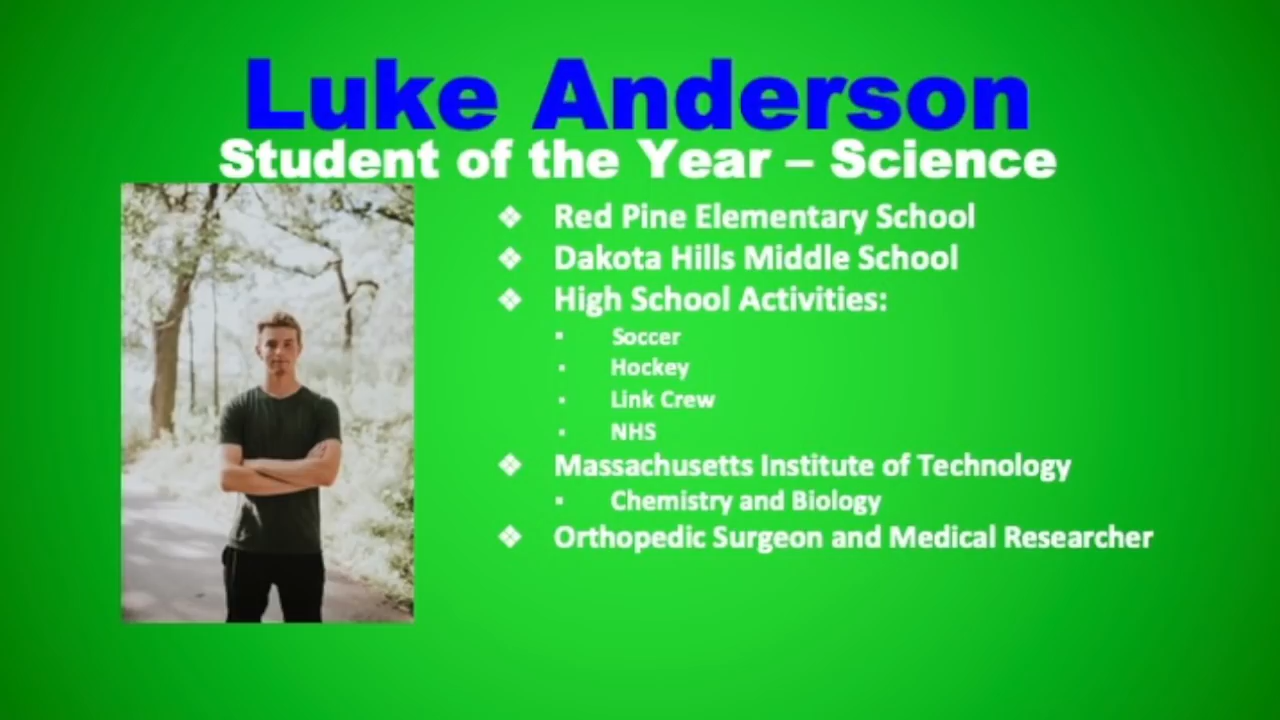 Luke Anderson
Student of the Year – Science
❖ Red Pine Elementary School
❖ Dakota Hills Middle School
❖ High School Activities:
▪ Soccer
▪ Hockey
▪ Link Crew
▪ NHS
❖ Massachusetts Institute of Technology
▪ Chemistry and Biology
❖ Orthopedic Surgeon and Medical Researcher